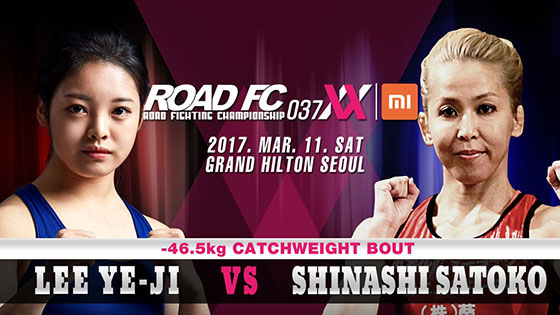 ROAD FC 037 XX mi
ROAD FIGHTING CHAMPIONSHIP
2017. MAR. 11. SAT
GRAND HILTON SEOUL
-46.5kg CATCHWEIGHT BOUT
LEE YE-JI VS SHINASHI SATOKO